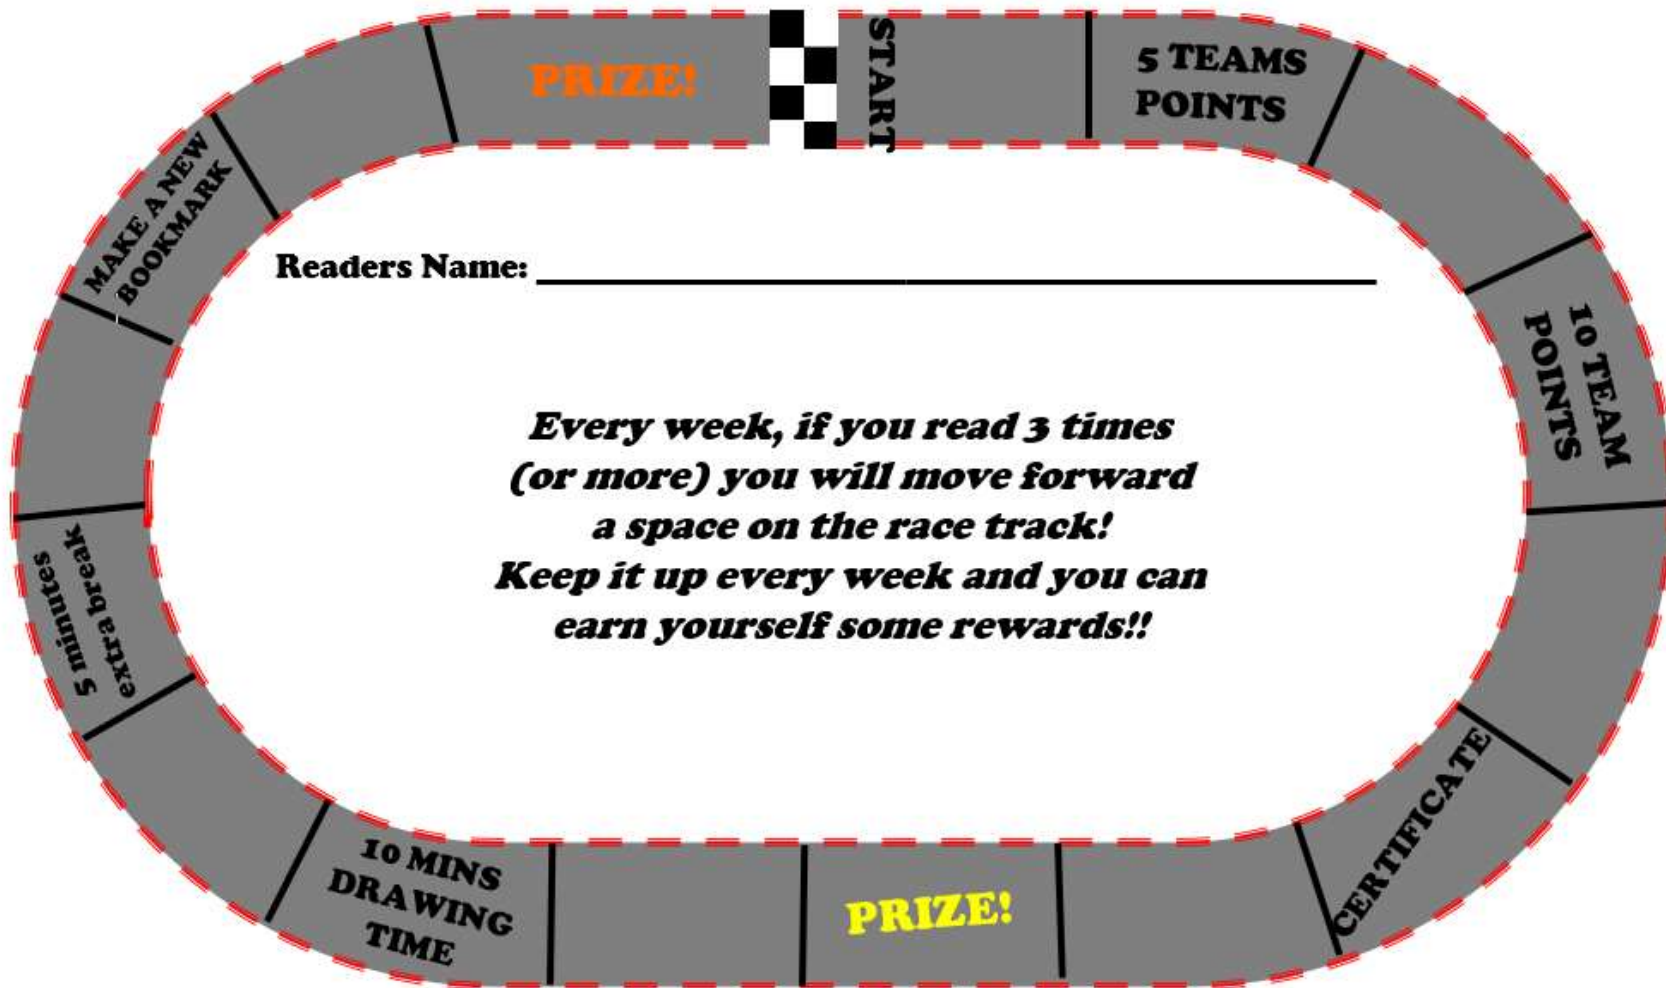 START
5 TEAMS
POINTS
10 TEAM
POINTS
CERTIFICATE
PRIZE!
10 MINS
DRAWING
TIME
5 minutes
extra break
MAKE A NEW
BOOKMARK
PRIZE!
Readers Name:
Every week, if you read 3 times
(or more) you will move forward
a space on the race track!
Keep it up every week and you can
earn yourself some rewards!!